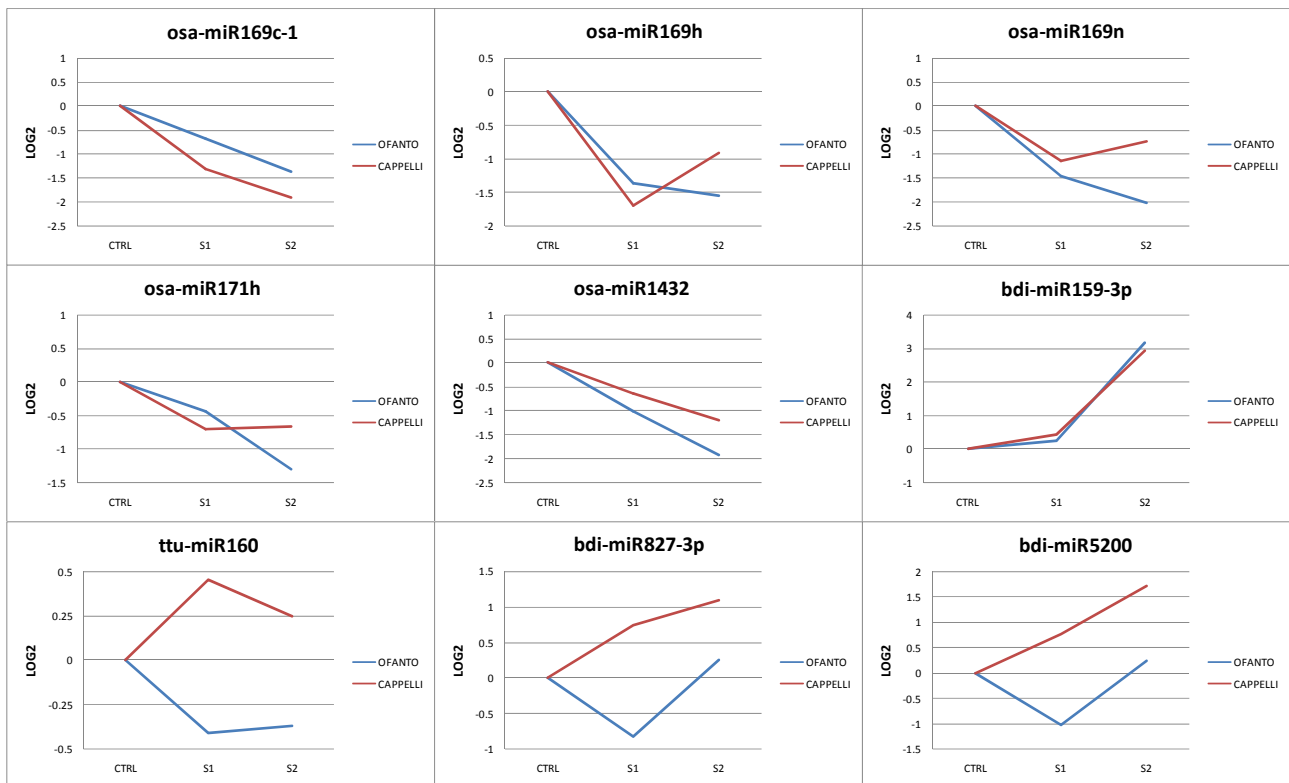 osa-miR169c-1
1
0.5
0
-0.5
-1
-1.5
-2
-2.5
LOG2
CTRL S1 S2
OFANTO
CAPPELLI
osa-miR169h
0.5
0
-0.5
-1
-1.5
-2
LOG2
CTRL S1 S2
OFANTO
CAPPELLI
osa-miR169n
1
0.5
0
-0.5
-1
-1.5
-2
-2.5
LOG2
CTRL S1 S2
OFANTO
CAPPELLI
osa-miR171h
1
0.5
0
-0.5
-1
-1.5
LOG2
CTRL S1 S2
OFANTO
CAPPELLI
osa-miR1432
1
0.5
0
-0.5
-1
-1.5
-2
-2.5
LOG2
CTRL S1 S2
OFANTO
CAPPELLI
bdi-miR159-3p
4
3
2
1
0
-1
LOG2
CTRL S1 S2
OFANTO
CAPPELLI
ttu-miR160
0.5
0.25
0
-0.25
-0.5
LOG2
CTRL S1 S2
OFANTO
CAPPELLI
bdi-miR827-3p
1.5
1
0.5
0
-0.5
-1
LOG2
CTRL S1 S2
OFANTO
CAPPELLI
bdi-miR5200
2
1.5
1
0.5
0
-0.5
-1
-1.5
LOG2
CTRL S1 S2
OFANTO
CAPPELLI